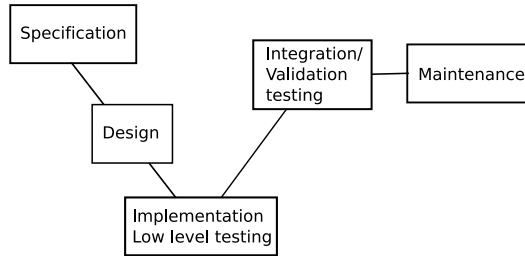 Specification
Design
Implementation
Low level testing
Integration/
Validation
testing
Maintenance